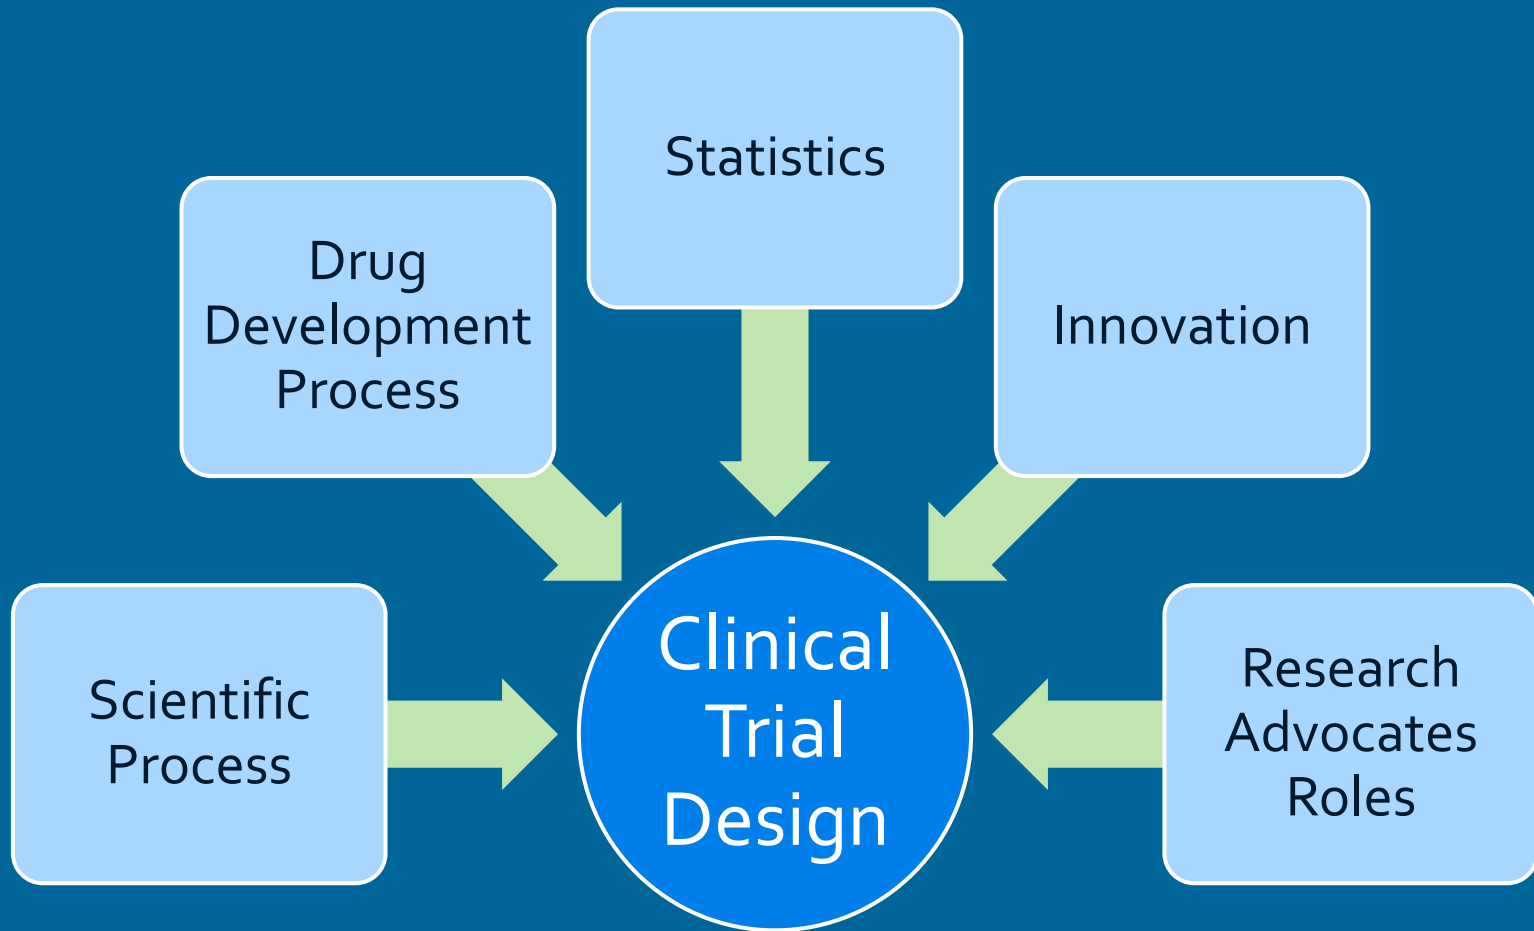 Statistics
Drug
Development
Process
Innovation
Scientific
Process
Clinical
Trial
Design
Research
Advocates
Roles